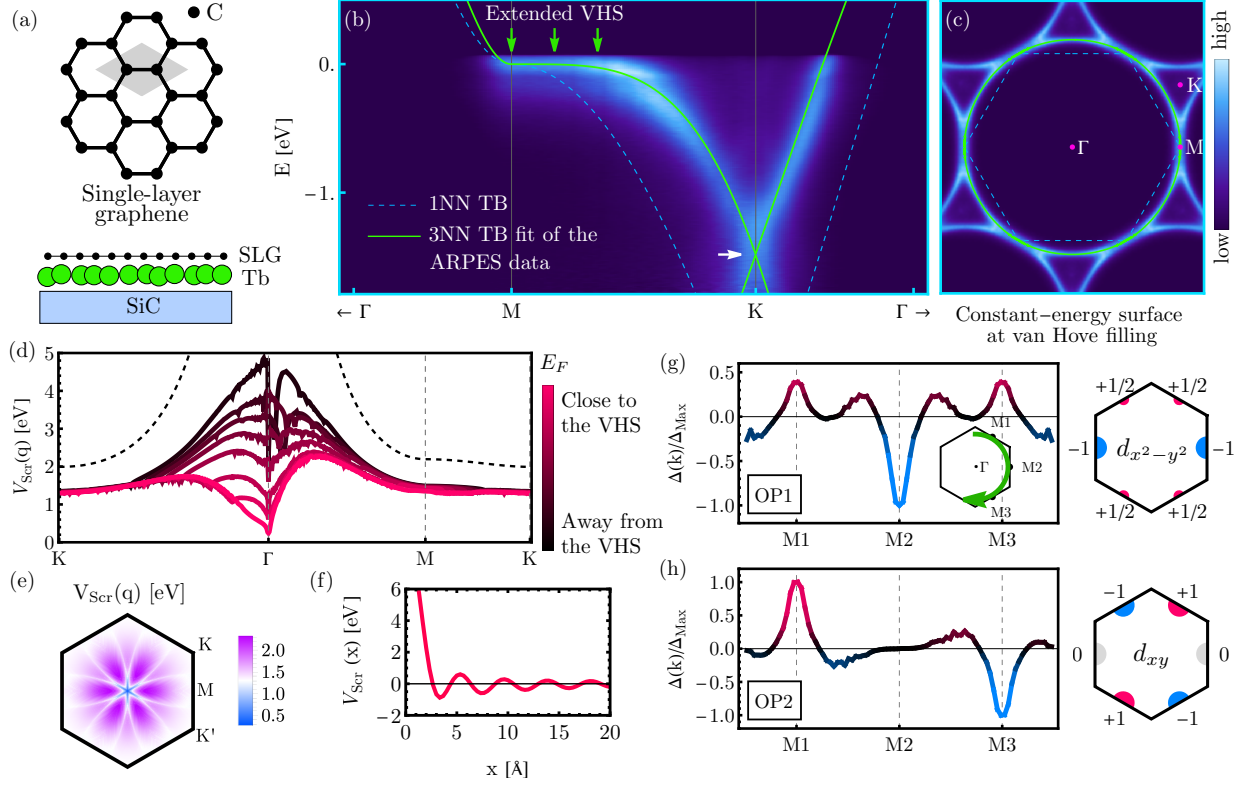 (a)
C
Single-layer
graphene
SLG
Tb
SiC
(b)
Extended VHS
E [eV]
0.
−1.
1NN TB
3NN TB fit of the
ARPES data
← Γ
M
K
Γ →
(c)
K
M
Γ
high
low
Constant−energy surface
at van Hove filling
(d)
V_Scr(q) [eV]
5
4
3
2
1
0
K
Γ
M
K
E_F
Close to
the VHS
Away from
the VHS
(e)
V_Scr(q) [eV]
K
M
K'
2.0
1.5
1.0
0.5
(f)
V_Scr (x) [eV]
6
4
2
0
−2
0
5
10
15
20
x [Å]
(g)
Δ(k)/Δ_Max
0.5
0.0
−0.5
−1.0
OP1
M1
Γ
M2
M3
M1
M2
M3
+1/2
+1/2
−1
d_{x²−y²}
−1
+1/2
+1/2
(h)
Δ(k)/Δ_Max
1.0
0.5
0.0
−0.5
−1.0
OP2
M1
M2
M3
−1
+1
0
d_{xy}
0
+1
−1